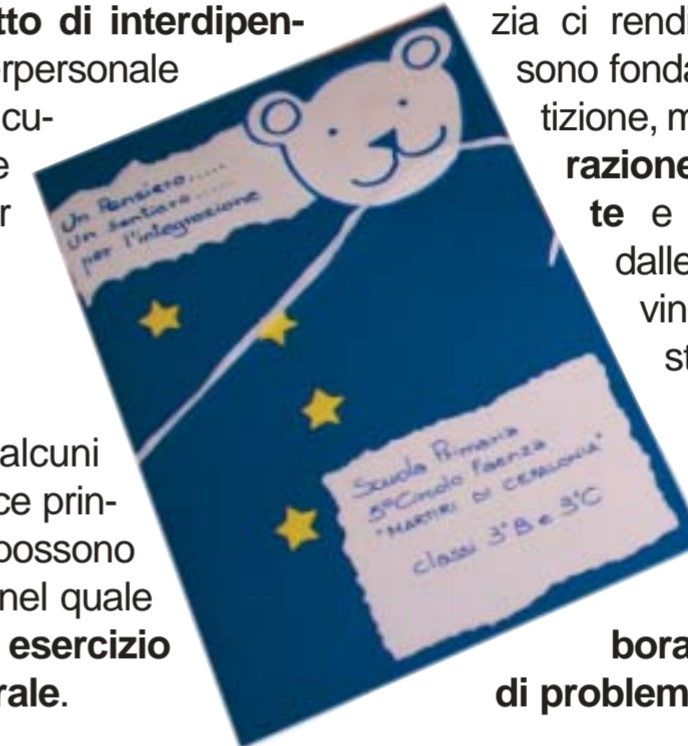 tto di interdipen-
erpersonale
cu-
e
r
alcuni
ce prin-
possono
nel quale
esercizio
rale.
Un Pensiero.....
Un sentiero.....
per l'integrazione
Scuola Primaria
5° Circolo Faenza
"MARTIRI DI CEFALONIA"
classi 3°B e 3°C
zia ci rendi
sono fonda
tizione, m
razione
te e
dalle
vin
st
bora
di problem